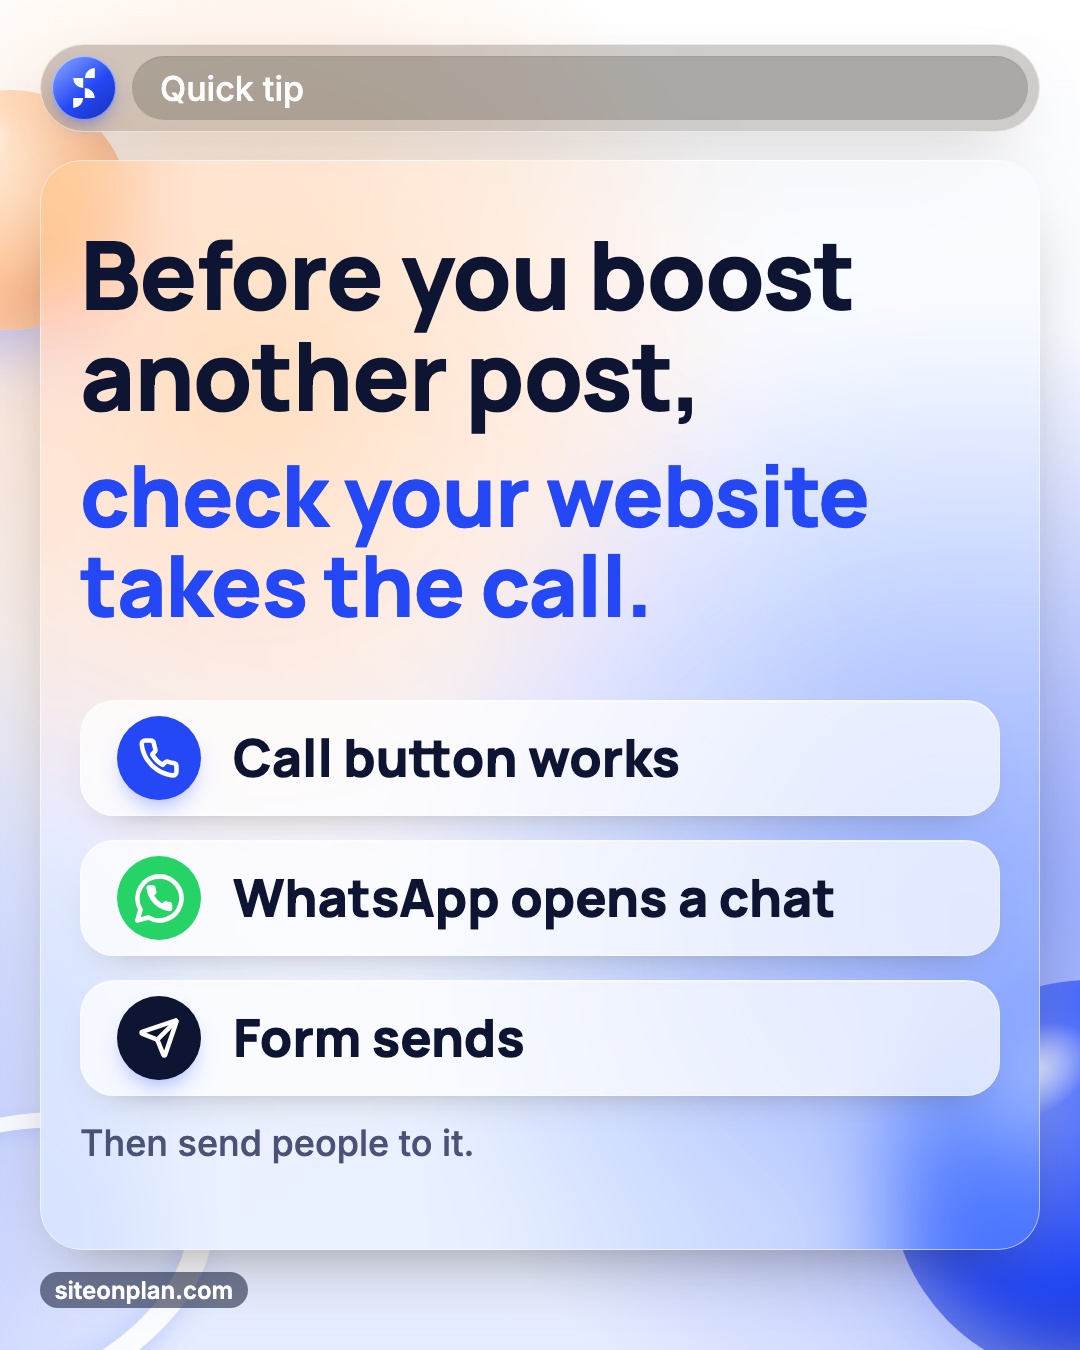 Quick tip
Before you boost
another post,
check your website
takes the call.
Call button works
WhatsApp opens a chat
Form sends
Then send people to it.
siteonplan.com